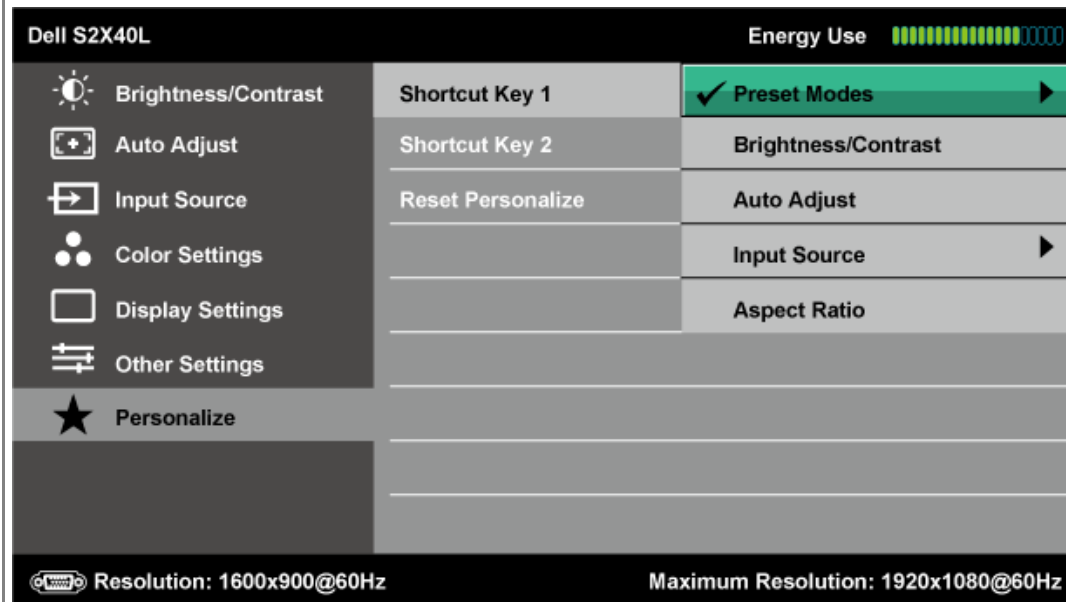 Dell S2X40L
Energy Use
Brightness/Contrast
Auto Adjust
Input Source
Color Settings
Display Settings
Other Settings
Personalize
Shortcut Key 1
Shortcut Key 2
Reset Personalize
Preset Modes
Brightness/Contrast
Auto Adjust
Input Source
Aspect Ratio
Resolution: 1600x900@60Hz
Maximum Resolution: 1920x1080@60Hz